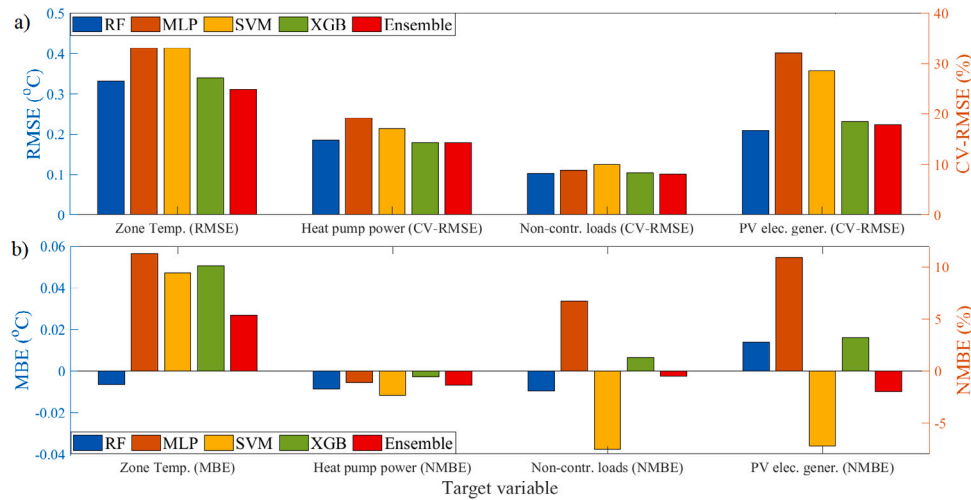 a)
RF MLP SVM XGB Ensemble
RMSE (°C)
0.5
0.4
0.3
0.2
0.1
0
CV-RMSE (%)
40
30
20
10
0
Zone Temp. (RMSE) Heat pump power (CV-RMSE) Non-contr. loads (CV-RMSE) PV elec. gener. (CV-RMSE)
b)
MBE (°C)
0.06
0.04
0.02
0
-0.02
-0.04
NMBE (%)
10
5
0
-5
RF MLP SVM XGB Ensemble
Zone Temp. (MBE) Heat pump power (NMBE) Non-contr. loads (NMBE) PV elec. gener. (NMBE)
Target variable